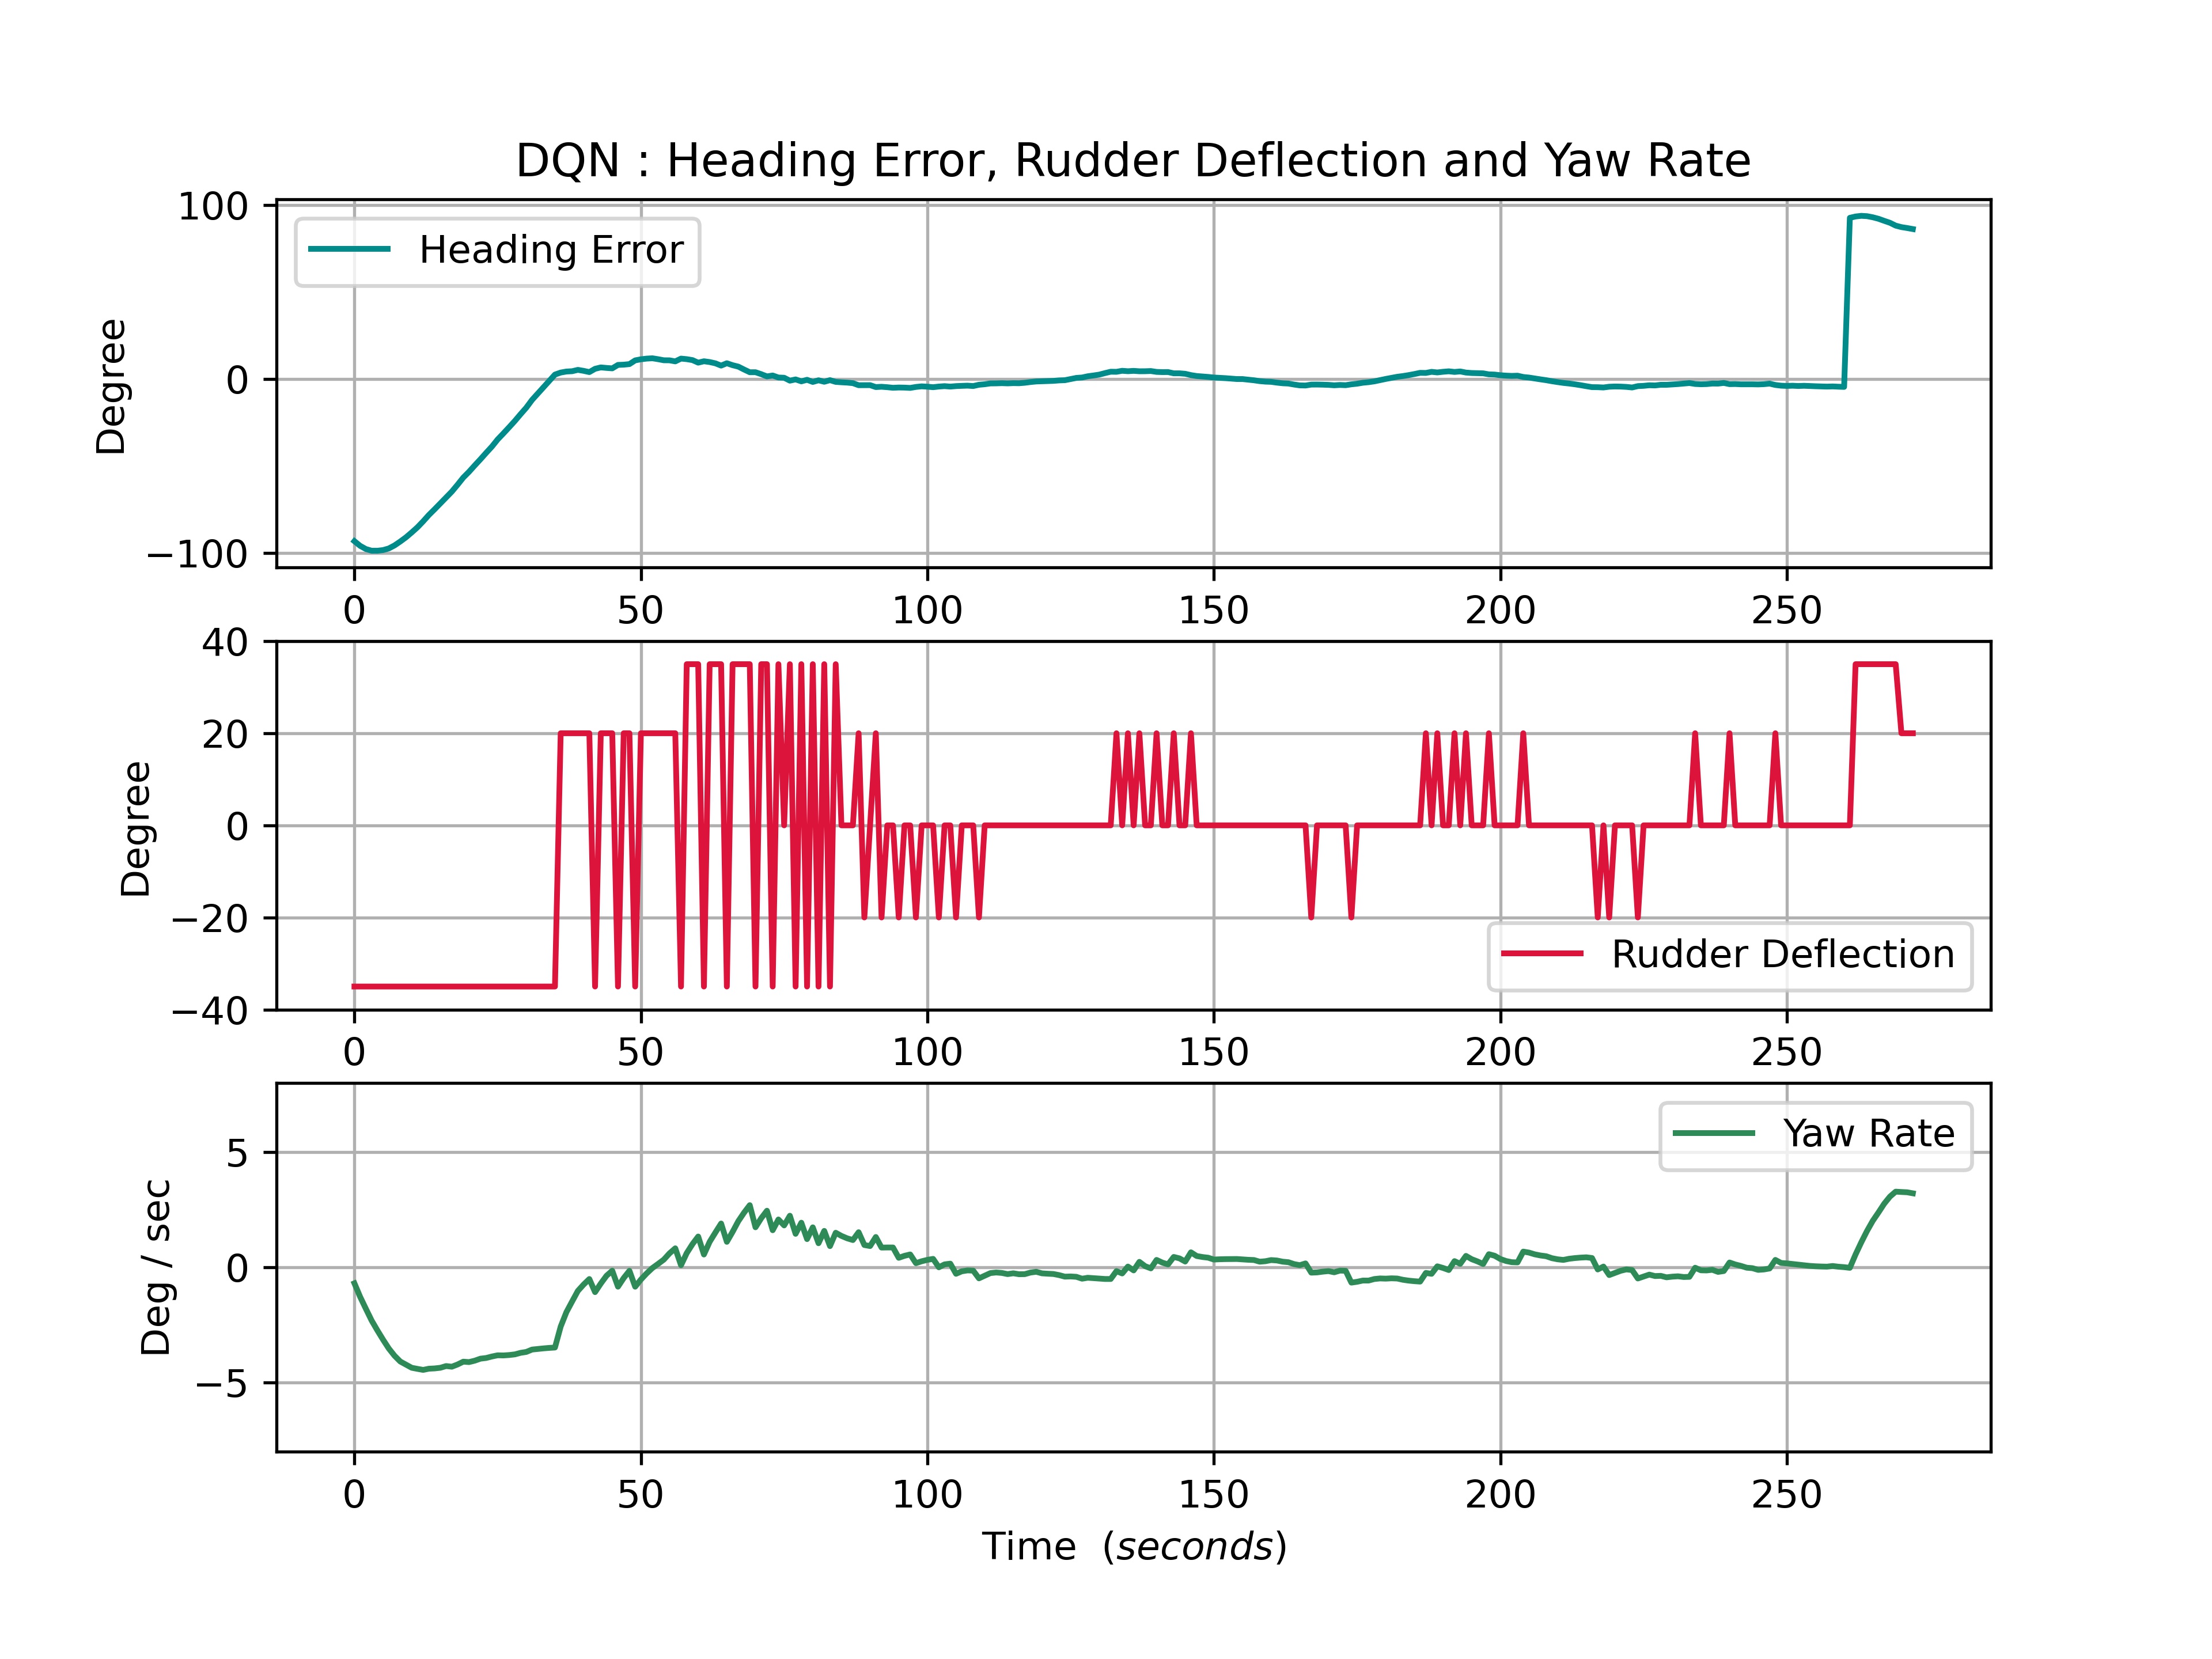 DQN : Heading Error, Rudder Deflection and Yaw Rate
100
0
−100
Degree
Heading Error
0 50 100 150 200 250
40
20
0
−20
−40
Degree
Rudder Deflection
0 50 100 150 200 250
5
0
−5
Deg / sec
Yaw Rate
0 50 100 150 200 250
Time (seconds)